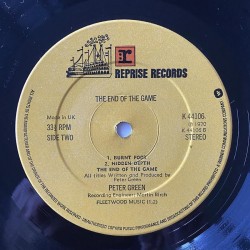 REPRISE RECORDS
THE END OF THE GAME
Made in UK
33⅓ RPM
SIDE TWO
K 44106
℗ 1970
K 44106 B
STEREO
1. BURNT FOOT
2. HIDDEN DEPTH
THE END OF THE GAME
All titles Written and Produced by
Peter Green
PETER GREEN
Recording Engineer: Martin Birch
FLEETWOOD MUSIC